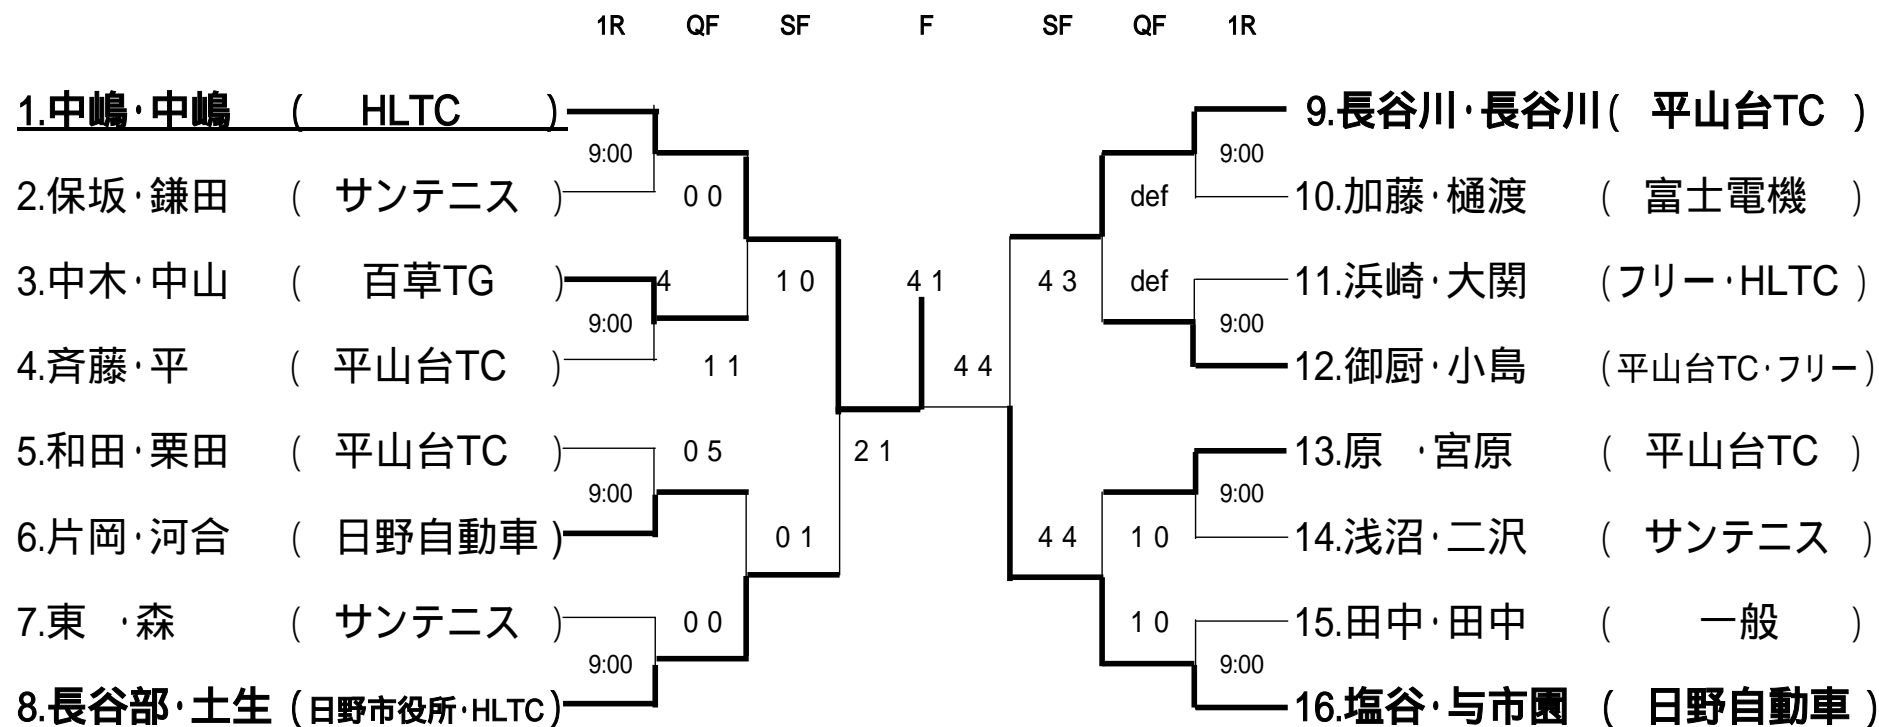 1R QF SF F SF QF 1R
1.中嶋・中嶋 ( HLTC ) 9.長谷川・長谷川( 平山台TC )
9:00 9:00
2.保坂・鎌田 ( サンテニス ) 0 0 def 10.加藤・樋渡 ( 富士電機 )
3.中木・中山 ( 百草TG ) 4 1 0 4 1 4 3 def 11.浜崎・大関 (フリー・HLTC )
9:00 9:00
4.斉藤・平 ( 平山台TC ) 1 1 4 4 12.御厨・小島 (平山台TC・フリー)
5.和田・栗田 ( 平山台TC ) 0 5 2 1 13.原 ・宮原 ( 平山台TC )
9:00 9:00
6.片岡・河合 ( 日野自動車 ) 0 1 4 4 1 0 14.浅沼・二沢 ( サンテニス )
7.東 ・森 ( サンテニス ) 0 0 1 0 15.田中・田中 ( 一般 )
9:00 9:00
8.長谷部・土生 (日野市役所・HLTC) 16.塩谷・与市園 ( 日野自動車 )